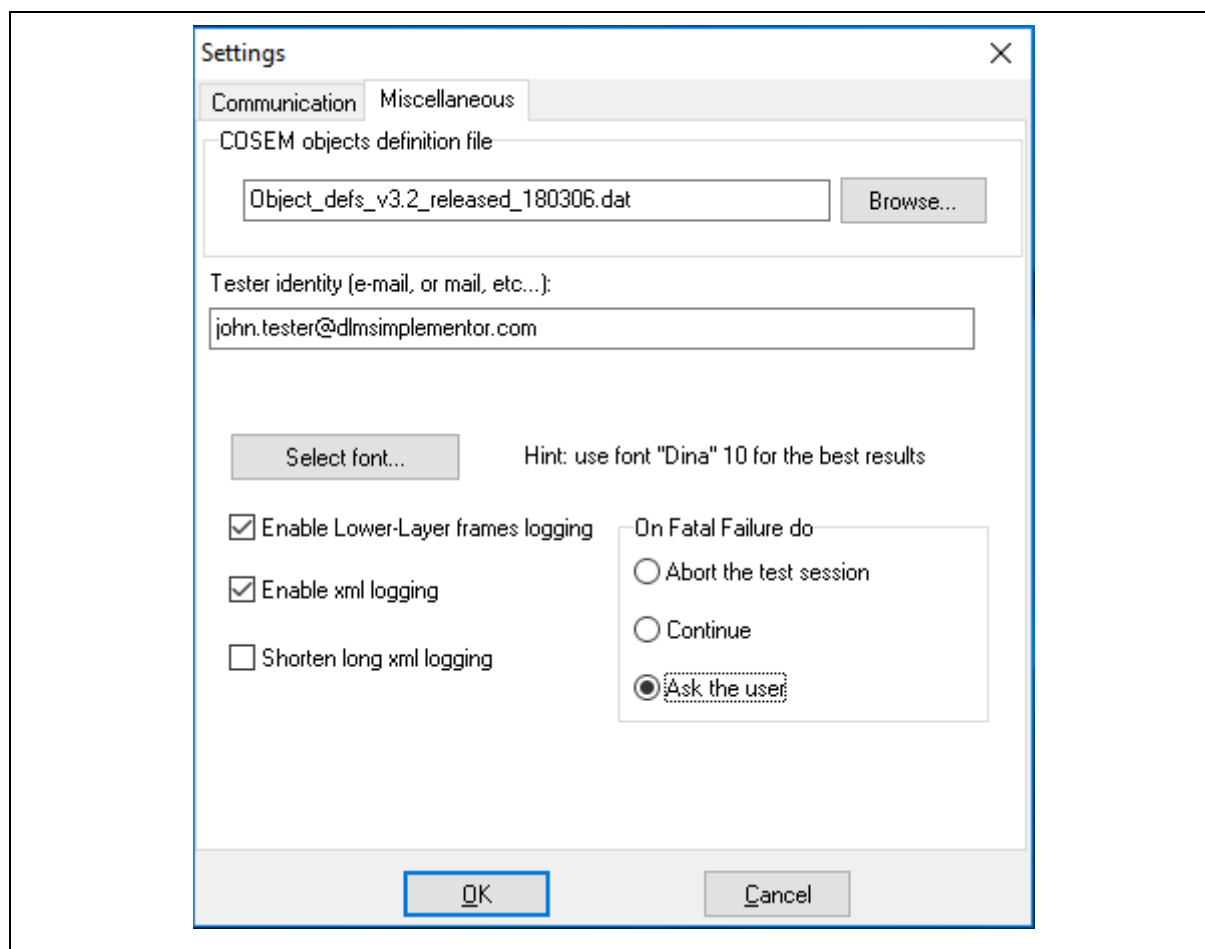 Settings
Communication Miscellaneous
COSEM objects definition file
Object_defs_v3.2_released_180306.dat Browse...
Tester identity (e-mail, or mail, etc...):
john.tester@dlmsimplementor.com
Select font... Hint: use font "Dina" 10 for the best results
Enable Lower-Layer frames logging
Enable xml logging
Shorten long xml logging
On Fatal Failure do
Abort the test session
Continue
Ask the user
OK Cancel